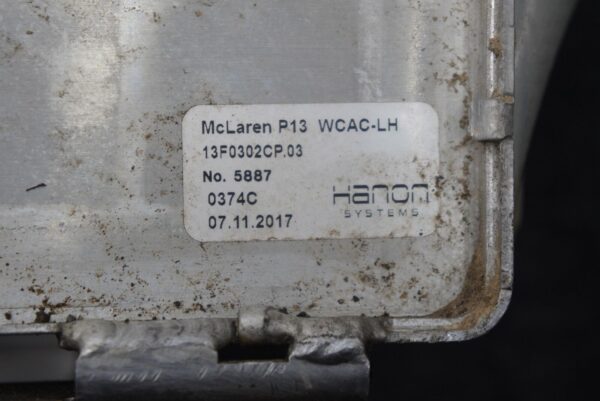 McLaren P13 WCAC-LH
13F0302CP.03
No. 5887
0374C
07.11.2017
Hanon
SYSTEMS